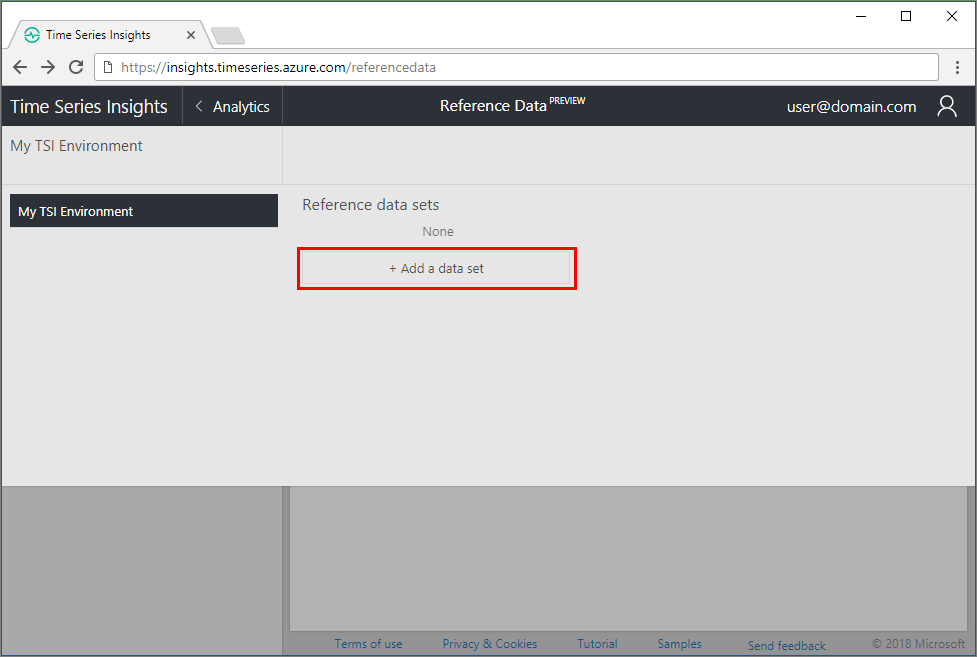 Time Series Insights
https://insights.timeseries.azure.com/referencedata
Time Series Insights Analytics Reference Data PREVIEW user@domain.com
My TSI Environment
My TSI Environment
Reference data sets
None
+ Add a data set
Terms of use Privacy & Cookies Tutorial Samples Send feedback © 2018 Microsoft